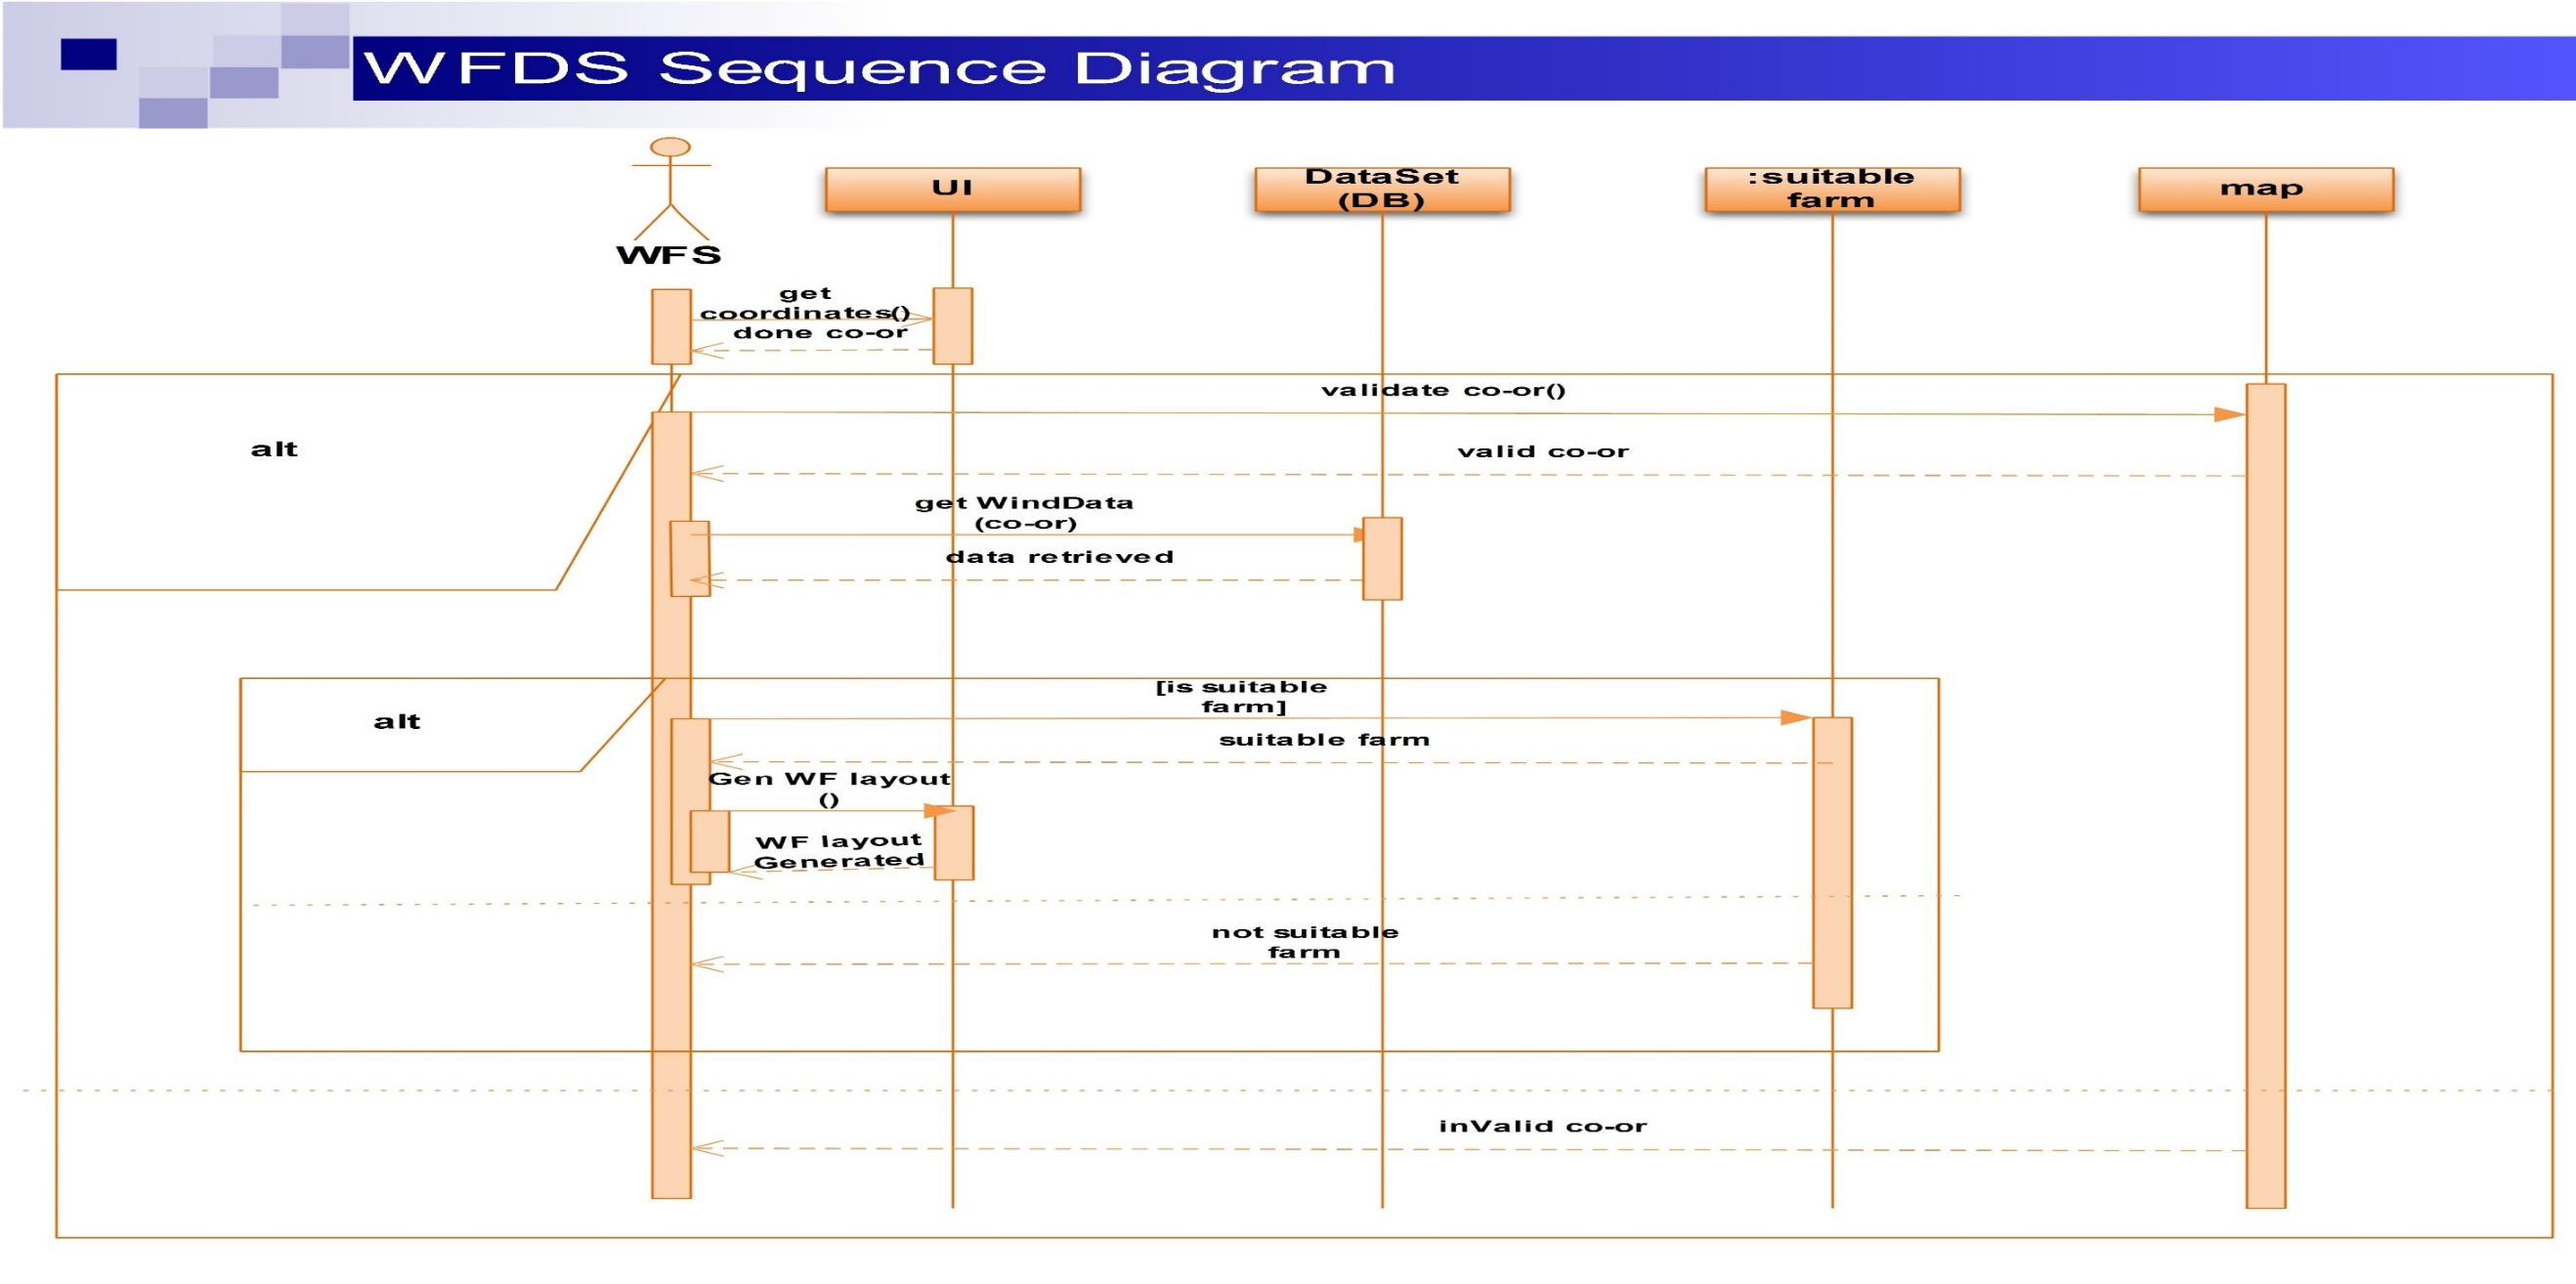 WFDS Sequence Diagram
WFS
UI
DataSet
(DB)
:suitable
farm
map
get
coordinates()
done co-or
alt
validate co-or()
valid co-or
get WindData
(co-or)
data retrieved
alt
[is suitable
farm]
suitable farm
Gen WF layout
()
WF layout
Generated
not suitable
farm
inValid co-or